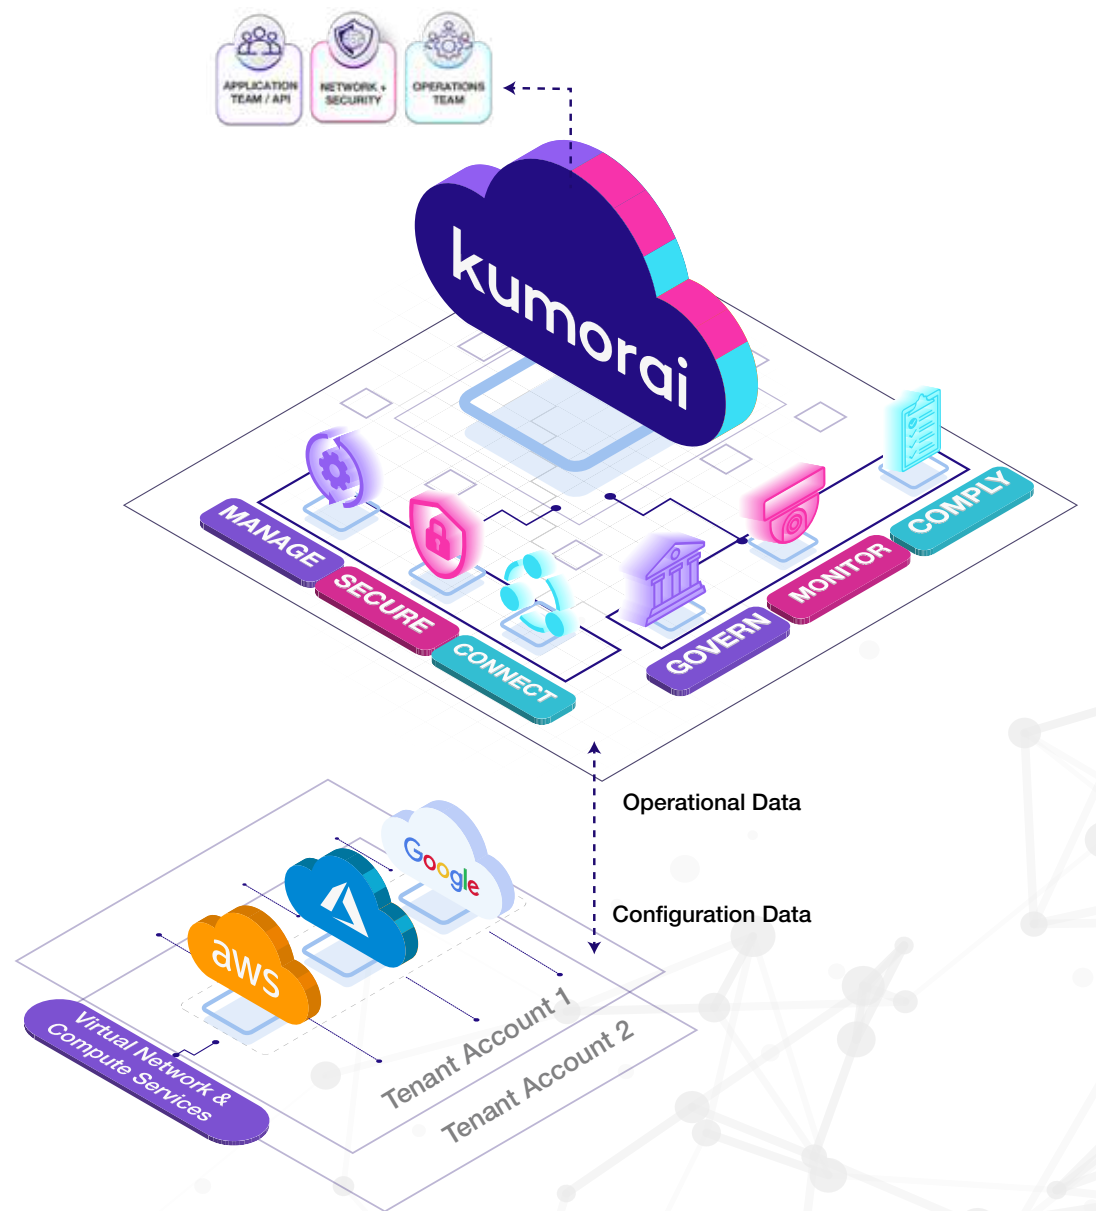 APPLICATION
TEAM / API
NETWORK +
SECURITY
OPERATIONS
TEAM
kumorai
MANAGE
SECURE
CONNECT
GOVERN
MONITOR
COMPLY
Operational Data
Configuration Data
Google
aws
Virtual Network &
Compute Services
Tenant Account 1
Tenant Account 2